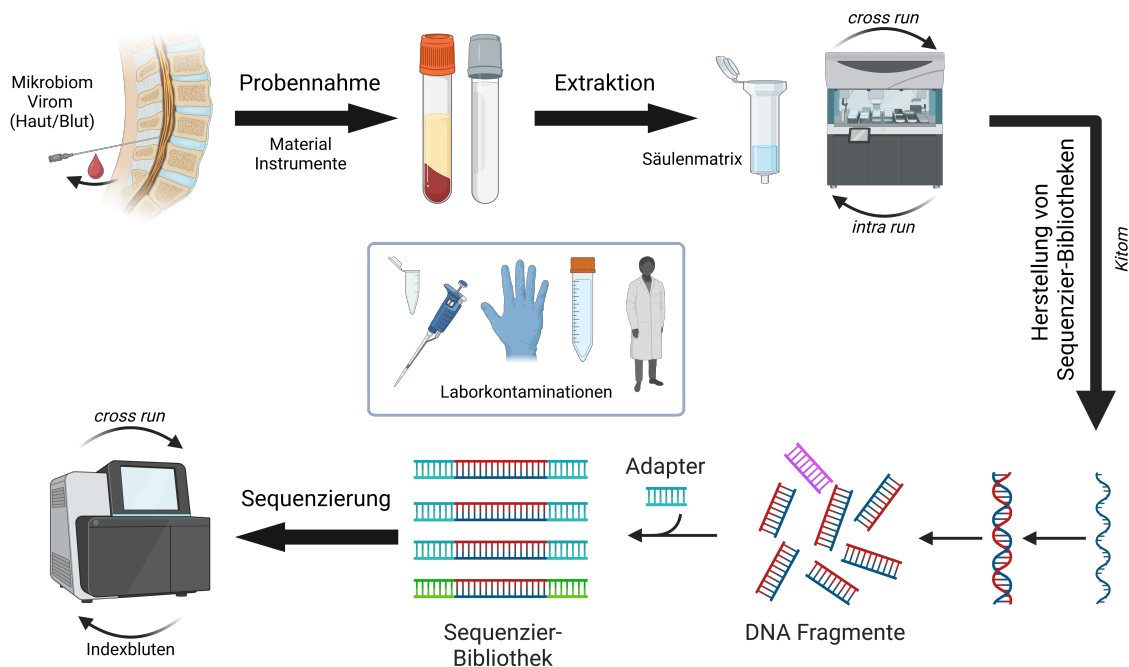 Mikrobiom
Virom
(Haut/Blut)
Probennahme
Material
Instrumente
Extraktion
Säulenmatrix
cross run
intra run
Herstellung von
Sequenzier-Bibliotheken
Kitom
Laborkontaminationen
DNA Fragmente
Adapter
Sequenzier-
Bibliothek
Sequenzierung
cross run
Indexbluten